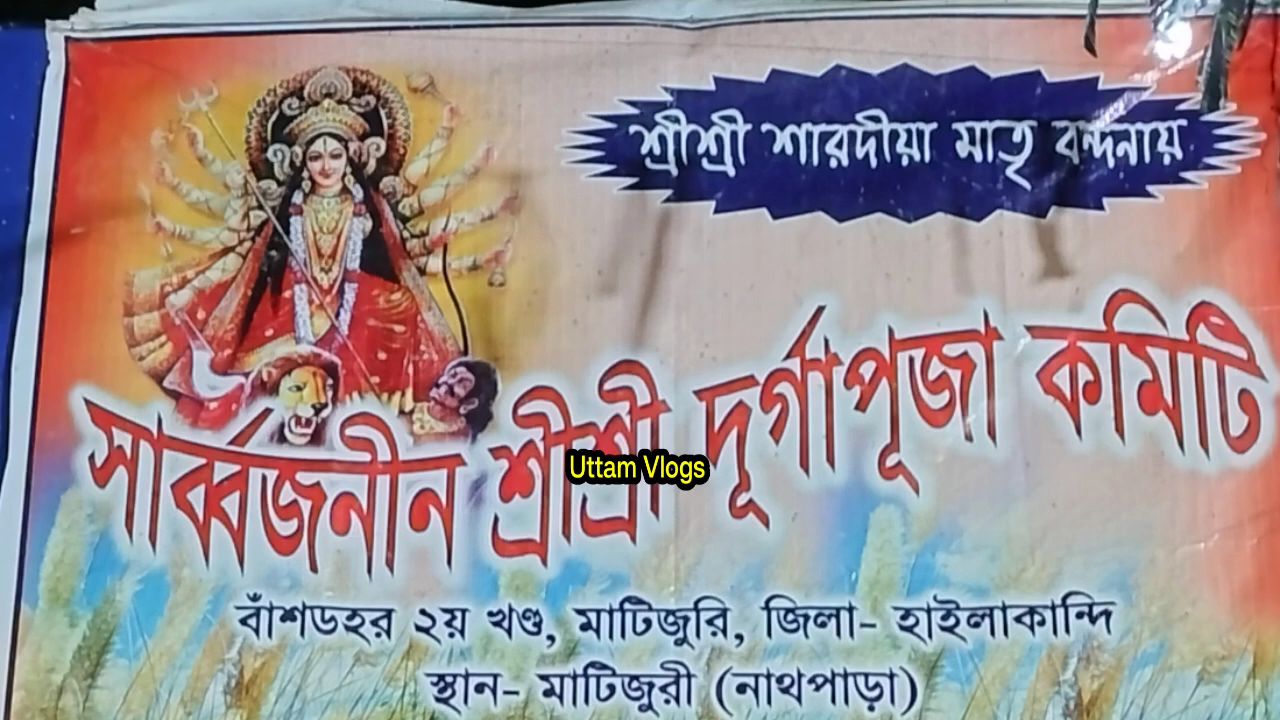 শ্রীশ্রী শারদীয়া মাতৃ বন্দনায়
সার্ব্বজনীন শ্রীশ্রী দূর্গাপূজা কমিটি
Uttam Vlogs
বাঁশডহর ২য় খণ্ড, মাটিজুরি, জিলা- হাইলাকান্দি
স্থান- মাটিজুরী (নাথপাড়া)